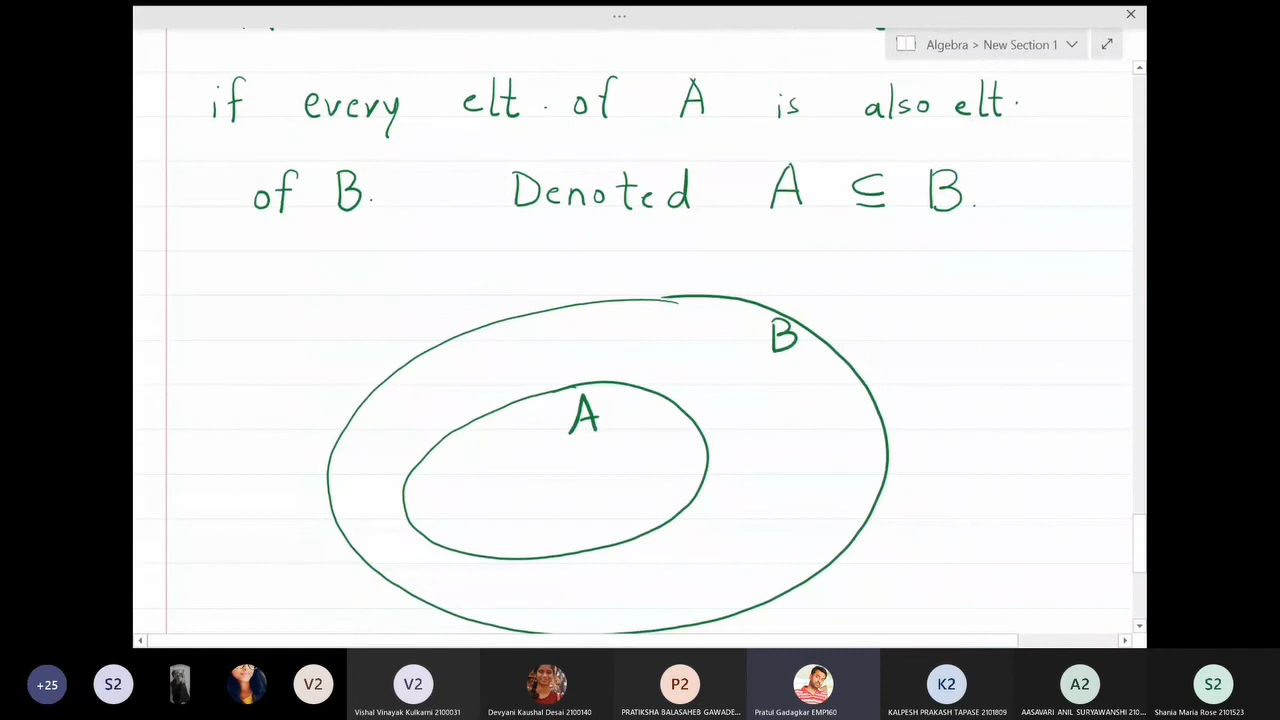 Algebra > New Section 1
if every elt. of A is also elt.
of B. Denoted A ⊆ B.
B
A
+25
S2
V2
V2
P2
K2
A2
S2
Vishal Vinayak Kulkarni 2100031
Devyani Kaushal Desai 2100140
PRATIKSHA BALASAHEB GAWADE...
Pratul Gadagkar EMP160
KALPESH PRAKASH TAPASE 2101809
AASAVARI ANIL SURYAWANSHI 210...
Shania Maria Rose 2101523